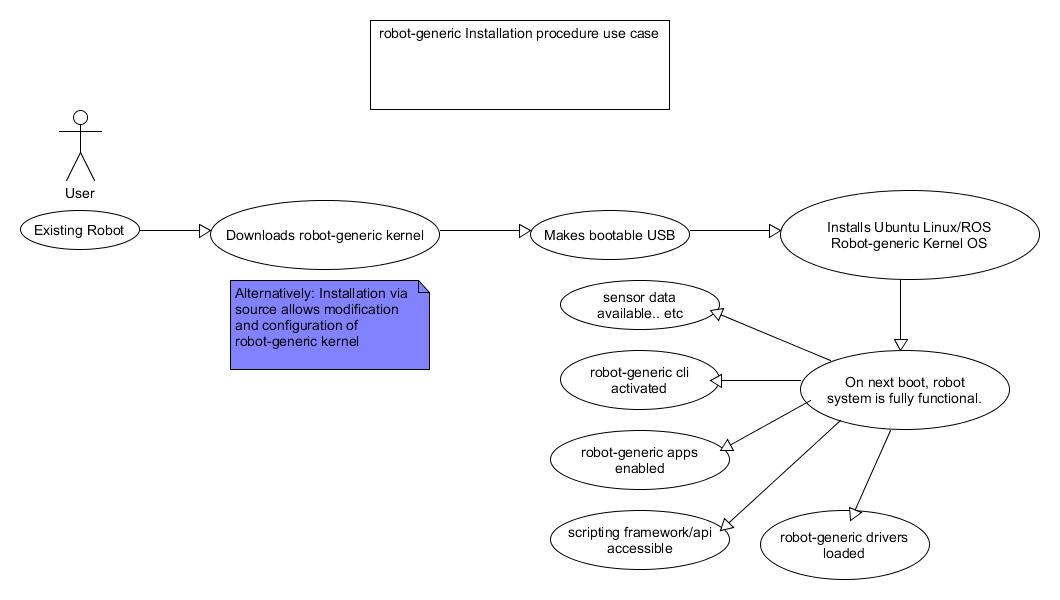 robot-generic Installation procedure use case
User
Existing Robot
Downloads robot-generic kernel
Makes bootable USB
Installs Ubuntu Linux/ROS
Robot-generic Kernel OS
Alternatively: Installation via
source allows modification
and configuration of
robot-generic kernel
sensor data
available.. etc
robot-generic cli
activated
On next boot, robot
system is fully functional.
robot-generic apps
enabled
scripting framework/api
accessible
robot-generic drivers
loaded